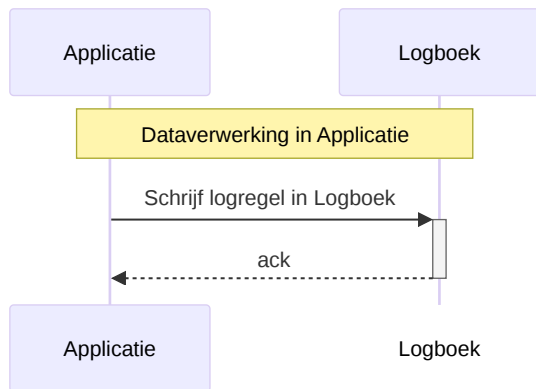 Applicatie
Logboek
Dataverwerking in Applicatie
Schrijf logregel in Logboek
ack
Applicatie
Logboek